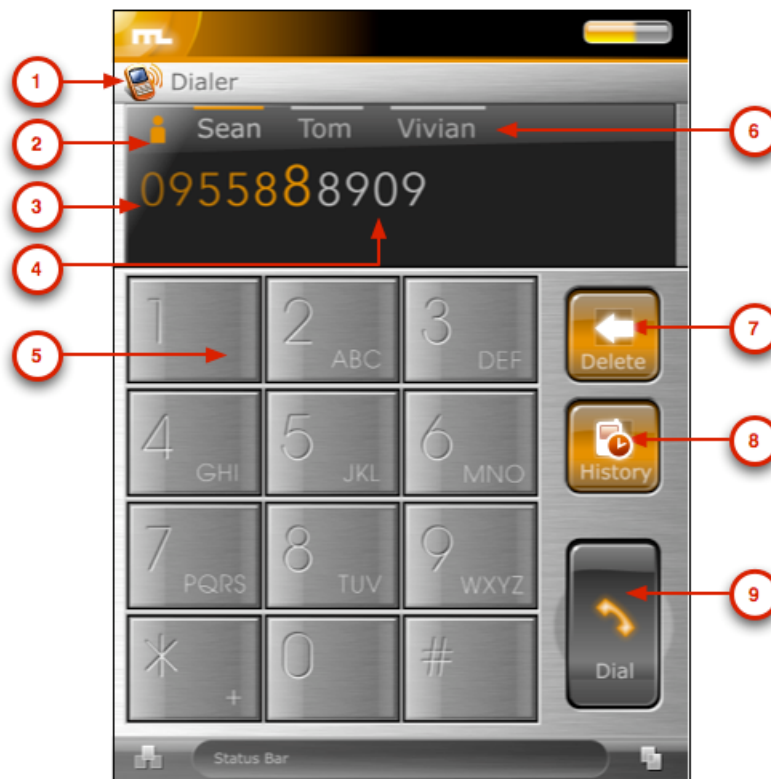 mL
1 Dialer
2 Sean Tom Vivian 6
3 0955888909
4
1 2 ABC 3 DEF 7 Delete
5
4 GHI 5 JKL 6 MNO 8 History
7 PQRS 8 TUV 9 WXYZ 9
* + 0 # Dial
Status Bar